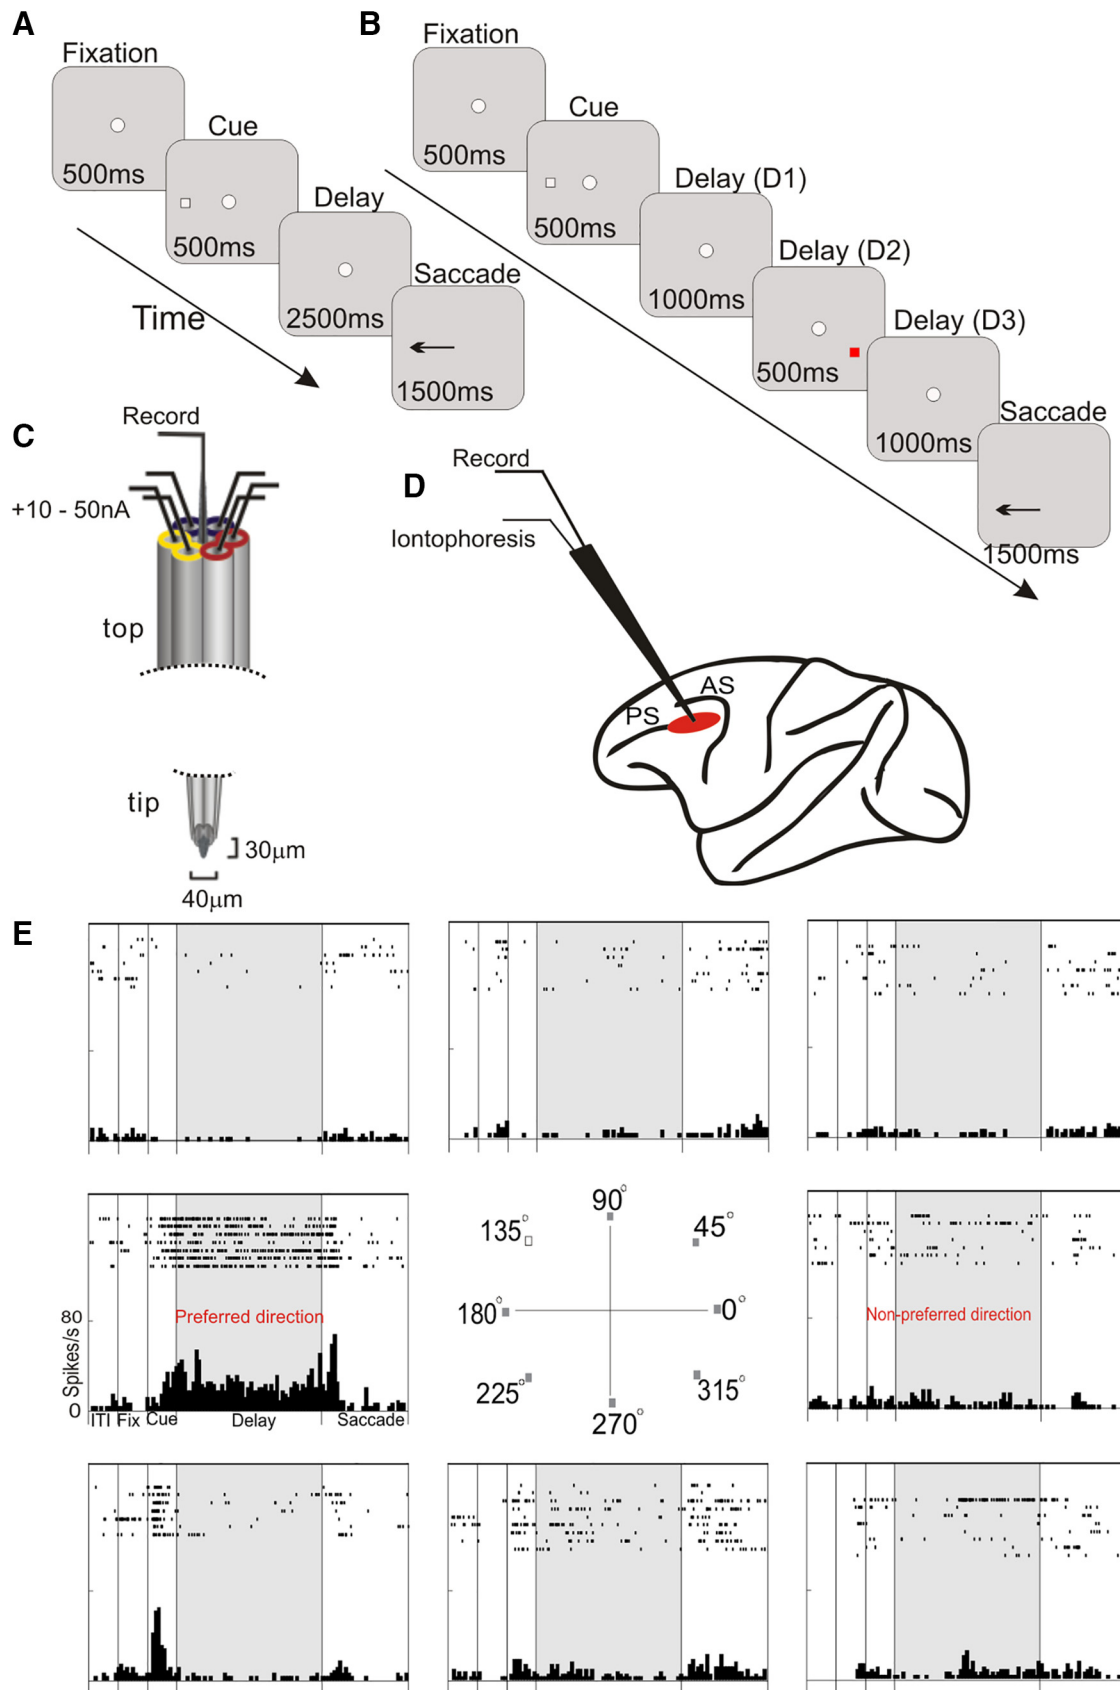 A
Fixation
500ms
Cue
500ms
Delay
2500ms
Saccade
1500ms
Time
B
Fixation
500ms
Cue
500ms
Delay (D1)
1000ms
Delay (D2)
500ms
Delay (D3)
1000ms
Saccade
1500ms
C
Record
+10 - 50nA
top
tip
30μm
40μm
D
Record
Iontophoresis
AS
PS
E
80
Spikes/s
0
Preferred direction
ITI Fix Cue Delay Saccade
90°
135°
45°
180°
0°
225°
315°
270°
Non-preferred direction